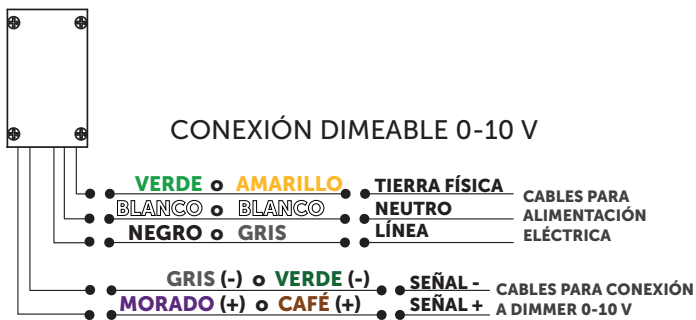 CONEXIÓN DIMEABLE 0-10 V
VERDE o AMARILLO TIERRA FÍSICA
BLANCO o BLANCO NEUTRO
NEGRO o GRIS LÍNEA
CABLES PARA
ALIMENTACIÓN
ELÉCTRICA
GRIS (-) o VERDE (-) SEÑAL -
MORADO (+) o CAFÉ (+) SEÑAL +
CABLES PARA CONEXIÓN
A DIMMER 0-10 V